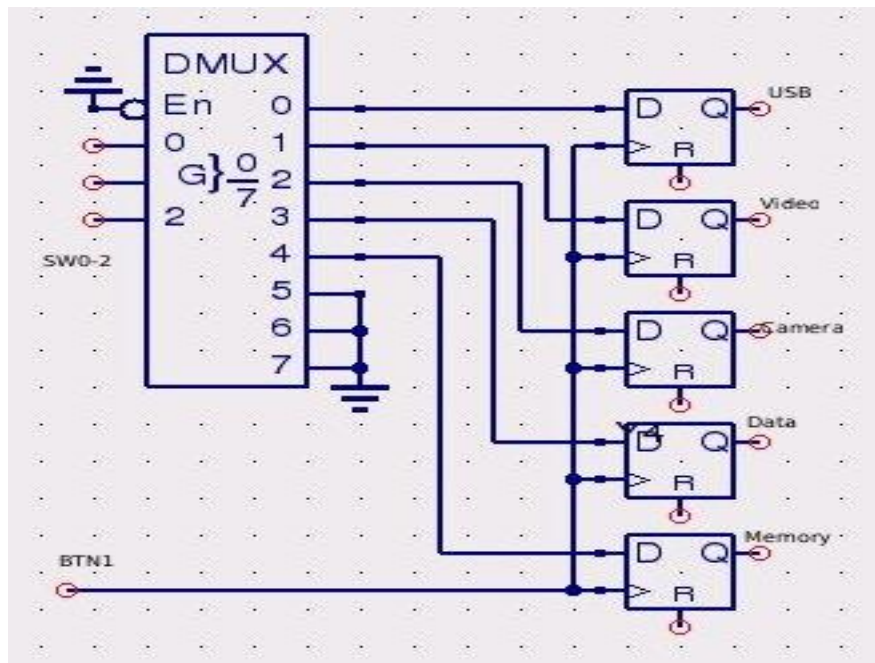 DMUX
En 0
0 1
G} 0/7 2
2 3
4
5
6
7
SW0-2
BTN1
D Q USB
R
D Q Video
R
D Q Camera
R
D Q Data
R
D Q Memory
R